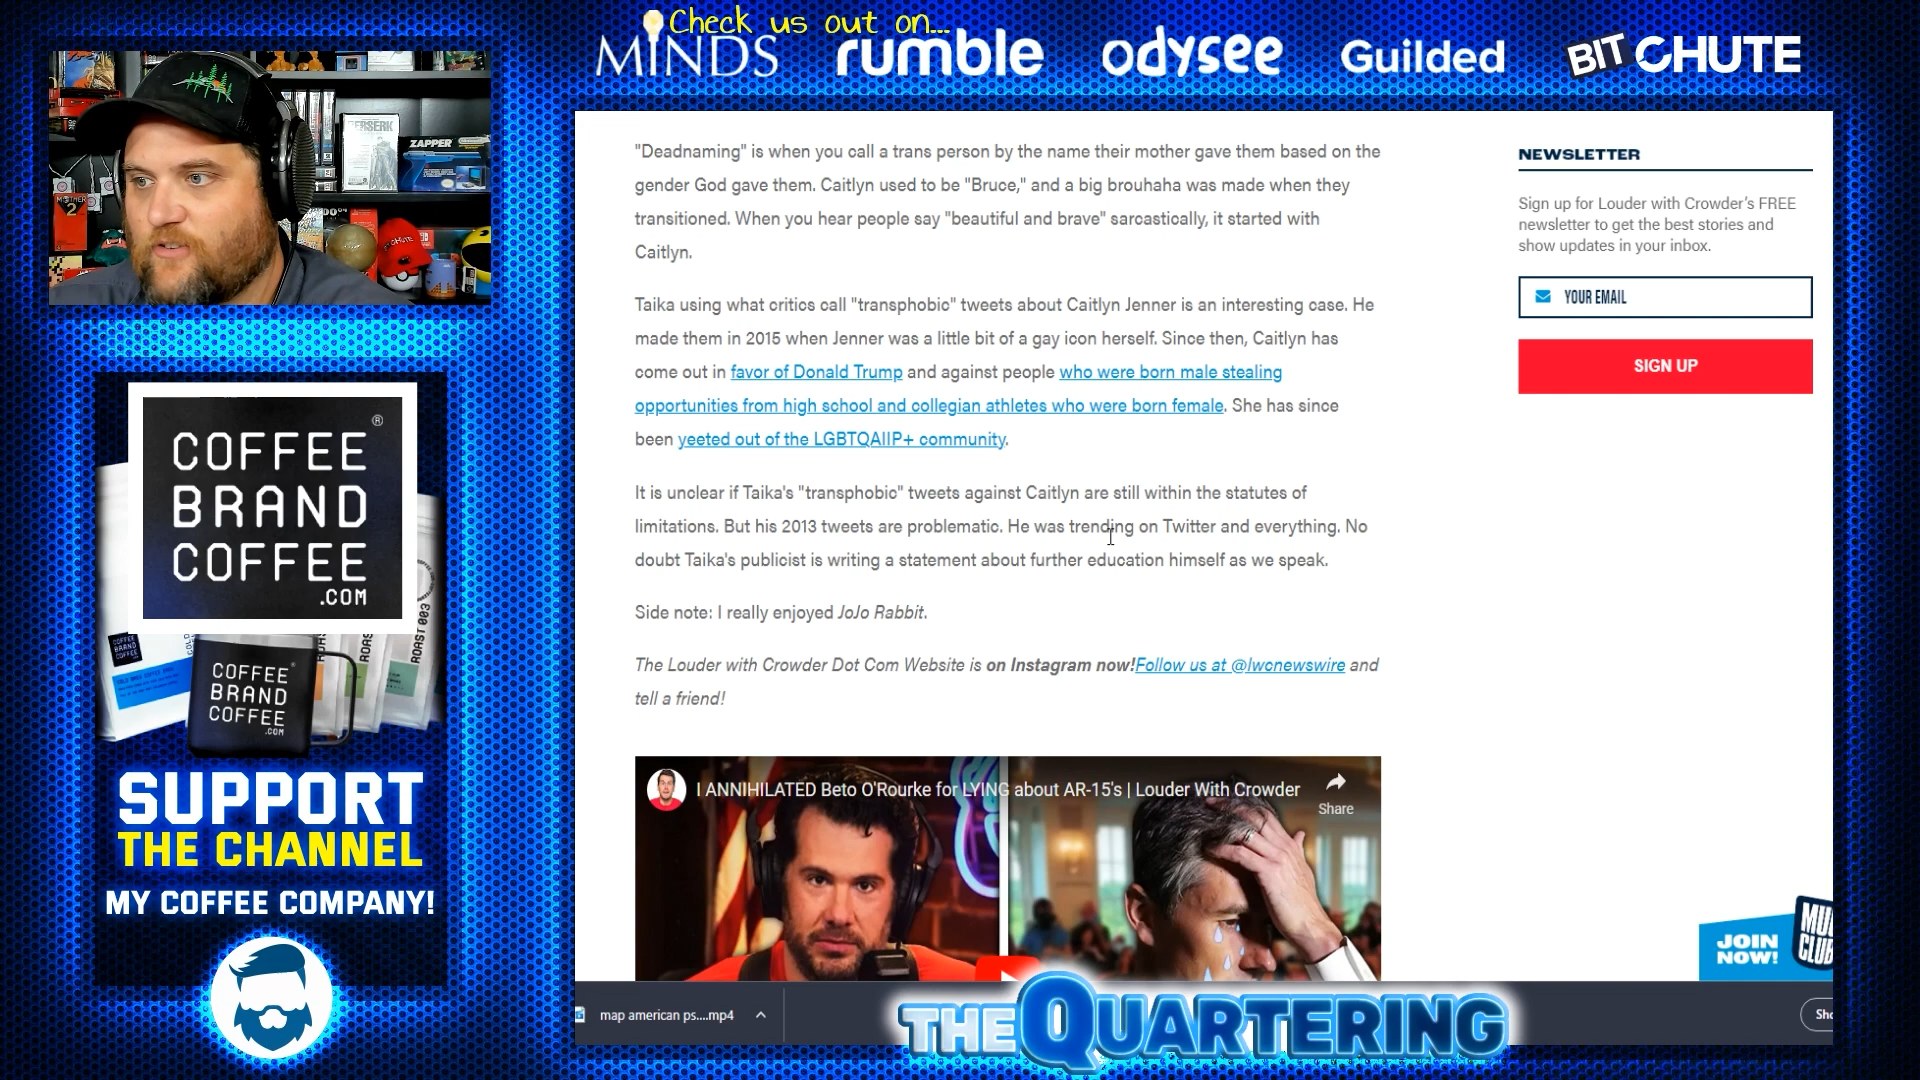 Check us out on...
MINDS rumble odysee Guilded BITCHUTE
BERSERK
ZAPPER
MOTHER
2
BITCHUTE
COFFEE®
BRAND
COFFEE
.COM
ROAST 003
COFFEE®
BRAND
COFFEE
.COM
SUPPORT
THE CHANNEL
MY COFFEE COMPANY!
"Deadnaming" is when you call a trans person by the name their mother gave them based on the
gender God gave them. Caitlyn used to be "Bruce," and a big brouhaha was made when they
transitioned. When you hear people say "beautiful and brave" sarcastically, it started with
Caitlyn.
Taika using what critics call "transphobic" tweets about Caitlyn Jenner is an interesting case. He
made them in 2015 when Jenner was a little bit of a gay icon herself. Since then, Caitlyn has
come out in favor of Donald Trump and against people who were born male stealing
opportunities from high school and collegian athletes who were born female. She has since
been yeeted out of the LGBTQAIIP+ community.
It is unclear if Taika's "transphobic" tweets against Caitlyn are still within the statutes of
limitations. But his 2013 tweets are problematic. He was trending on Twitter and everything. No
doubt Taika's publicist is writing a statement about further education himself as we speak.
Side note: I really enjoyed JoJo Rabbit.
The Louder with Crowder Dot Com Website is on Instagram now!Follow us at @lwcnewswire and
tell a friend!
I ANNIHILATED Beto O'Rourke for LYING about AR-15's | Louder With Crowder
Share
NEWSLETTER
Sign up for Louder with Crowder's FREE
newsletter to get the best stories and
show updates in your inbox.
YOUR EMAIL
SIGN UP
JOIN
NOW!
MU
CLUB
map american ps....mp4
THE QUARTERING
Sho